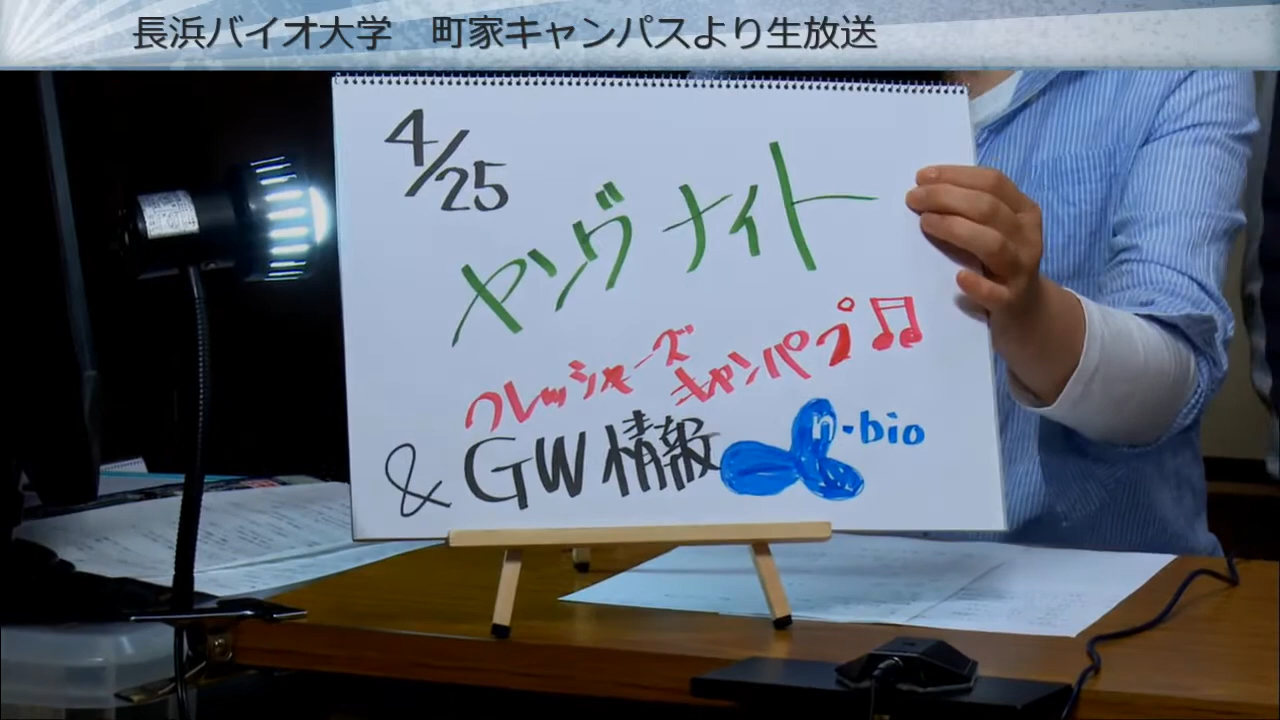 長浜バイオ大学　町家キャンパスより生放送
4/25
ヤングナイト
フレッシャーズ
キャンパブ♫
& GW情報 n-bio